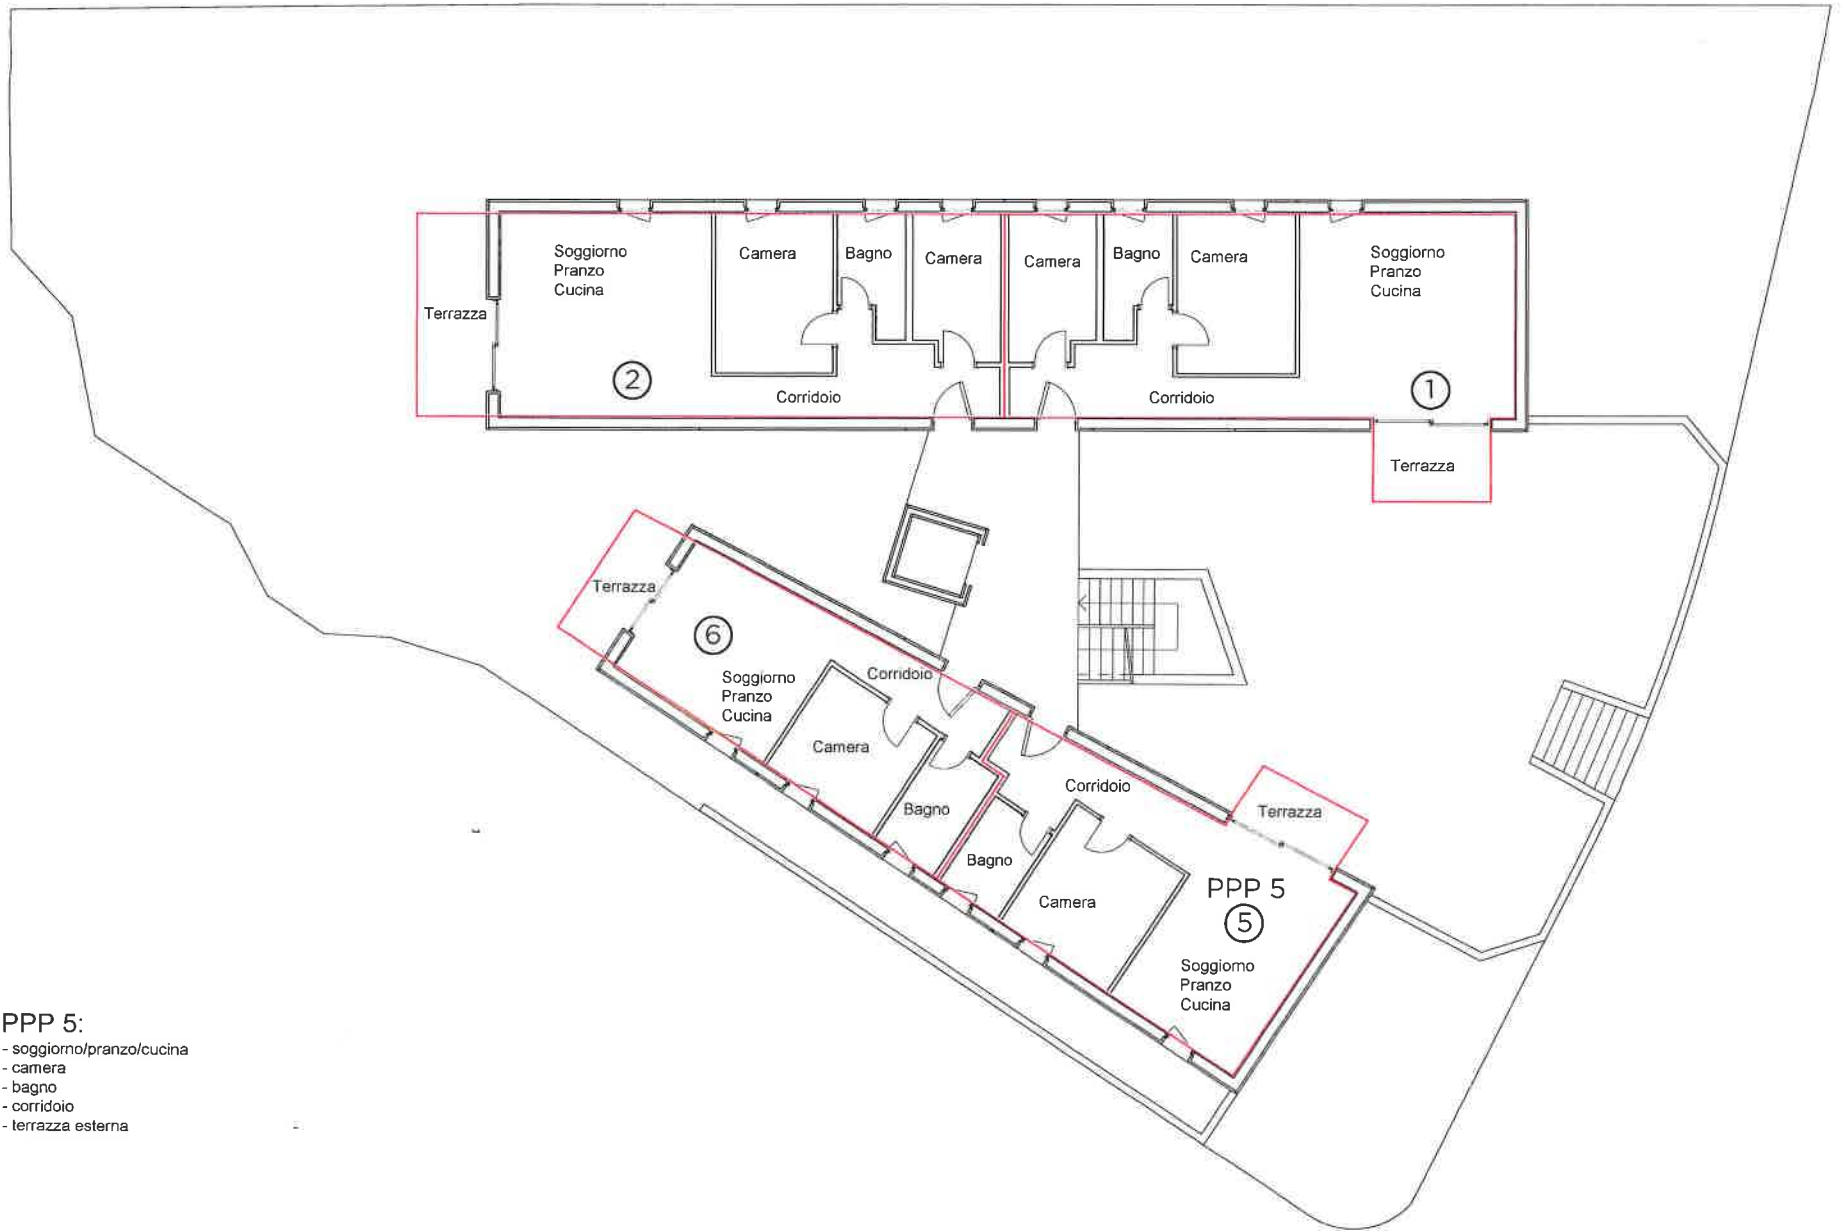 Soggiorno
Pranzo
Cucina
Camera
Bagno
Camera
Camera
Bagno
Camera
Soggiorno
Pranzo
Cucina
Terrazza
2
Corridoio
Corridoio
1
Terrazza
Terrazza
6
Soggiorno
Pranzo
Cucina
Corridoio
Camera
Bagno
Corridoio
Terrazza
Bagno
Camera
PPP 5
5
Soggiorno
Pranzo
Cucina
PPP 5:
- soggiorno/pranzo/cucina
- camera
- bagno
- corridoio
- terrazza esterna